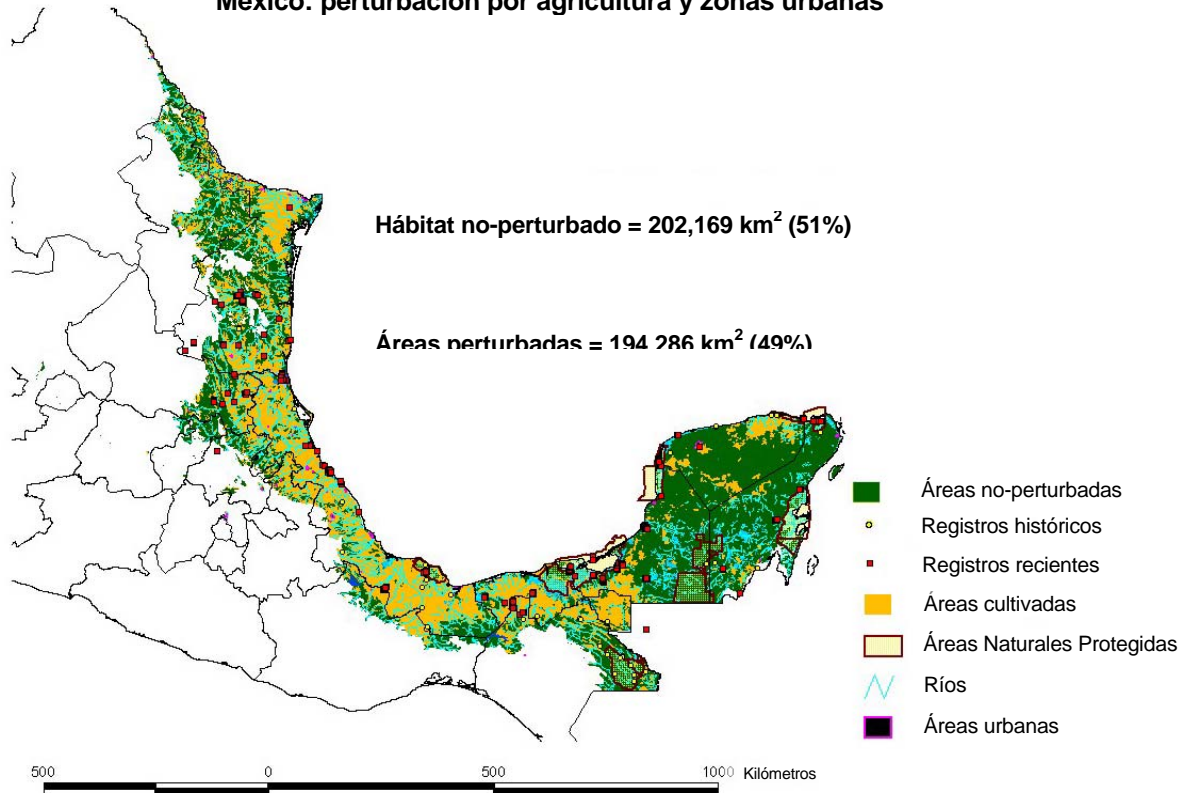 México: perturbación por agricultura y zonas urbanas
Hábitat no-perturbado = 202,169 km² (51%)
Áreas perturbadas = 194,286 km² (49%)
Áreas no-perturbadas
Registros históricos
Registros recientes
Áreas cultivadas
Áreas Naturales Protegidas
Ríos
Áreas urbanas
500 0 500 1000 Kilómetros